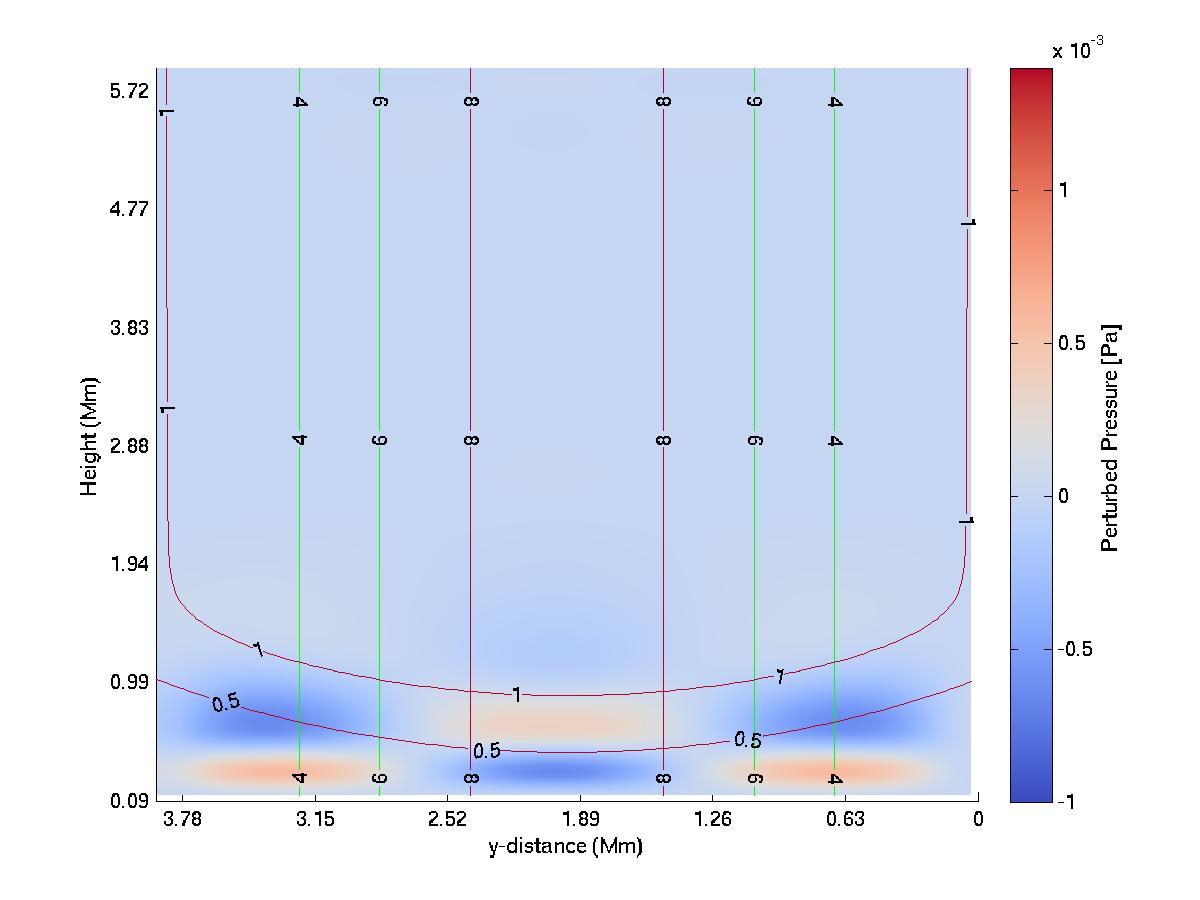 x 10-3
5.72
4.77
3.83
2.88
1.94
0.99
0.09
Height (Mm)
1 4 6 8 8 6 4
1
1 4 6 8 8 6 4
1
1 1 1
0.5 0.5 0.5
4 6 8 8 6 4
3.78 3.15 2.52 1.89 1.26 0.63 0
y-distance (Mm)
1
0.5
0
-0.5
-1
Perturbed Pressure [Pa]